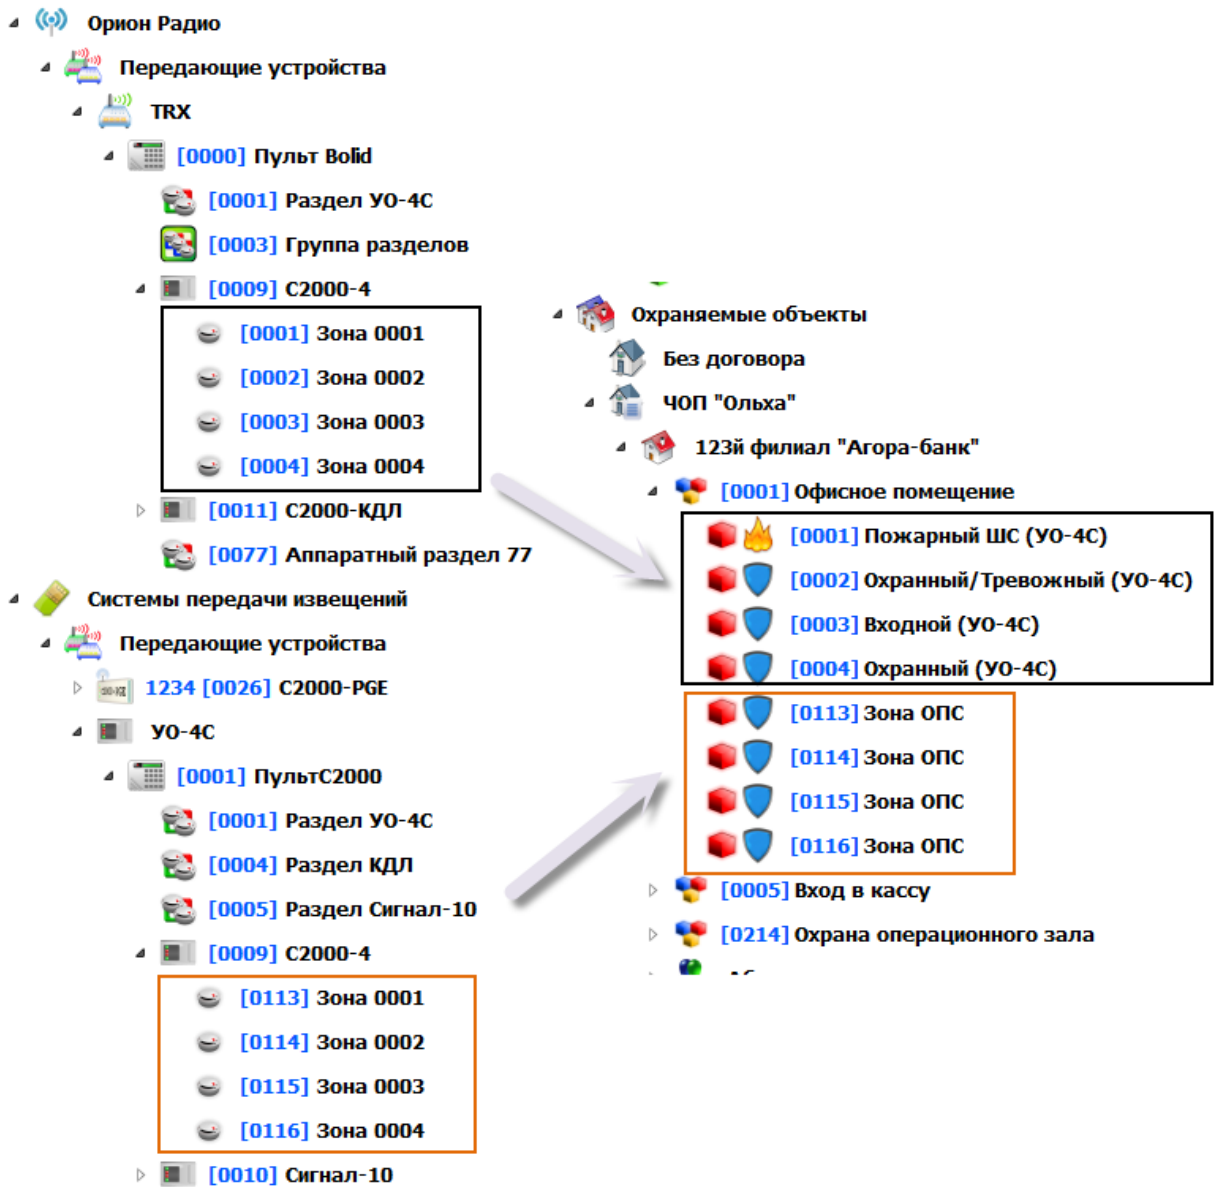 Орион Радио
Передающие устройства
TRX
[0000] Пульт Bolid
[0001] Раздел УО-4С
[0003] Группа разделов
[0009] С2000-4
[0001] Зона 0001
[0002] Зона 0002
[0003] Зона 0003
[0004] Зона 0004
[0011] С2000-КДЛ
[0077] Аппаратный раздел 77
Системы передачи извещений
Передающие устройства
1234 [0026] С2000-PGE
УО-4С
[0001] ПультС2000
[0001] Раздел УО-4С
[0004] Раздел КДЛ
[0005] Раздел Сигнал-10
[0009] С2000-4
[0113] Зона 0001
[0114] Зона 0002
[0115] Зона 0003
[0116] Зона 0004
[0010] Сигнал-10
Охраняемые объекты
Без договора
ЧОП "Ольха"
123й филиал "Агора-банк"
[0001] Офисное помещение
[0001] Пожарный ШС (УО-4С)
[0002] Охранный/Тревожный (УО-4С)
[0003] Входной (УО-4С)
[0004] Охранный (УО-4С)
[0113] Зона ОПС
[0114] Зона ОПС
[0115] Зона ОПС
[0116] Зона ОПС
[0005] Вход в кассу
[0214] Охрана операционного зала